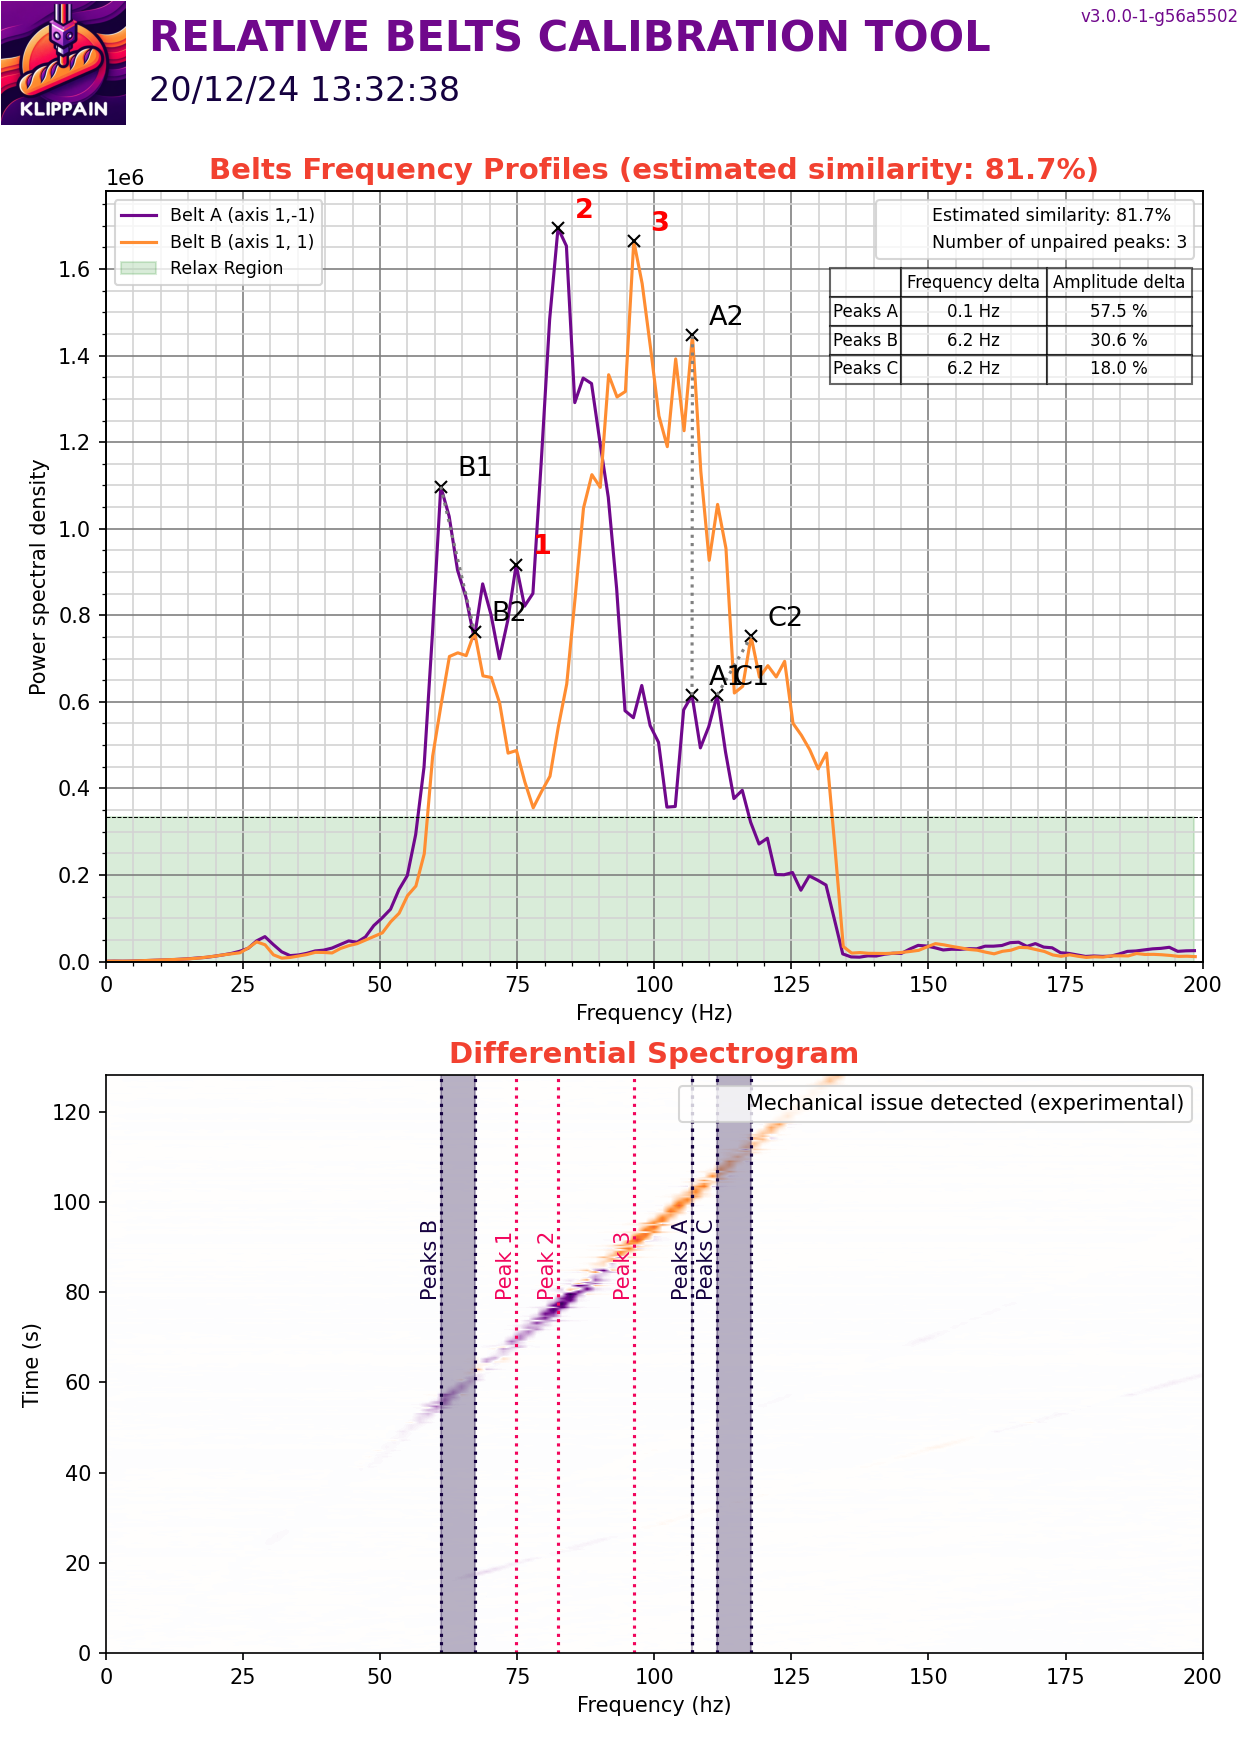 KLIPPAIN
RELATIVE BELTS CALIBRATION TOOL
v3.0.0-1-g56a5502
20/12/24 13:32:38
Belts Frequency Profiles (estimated similarity: 81.7%)
1e6
Belt A (axis 1,-1)
Belt B (axis 1, 1)
Relax Region
Estimated similarity: 81.7%
Number of unpaired peaks: 3
Frequency delta Amplitude delta
Peaks A 0.1 Hz 57.5 %
Peaks B 6.2 Hz 30.6 %
Peaks C 6.2 Hz 18.0 %
2
3
A2
B1
1
B2
C2
A1
C1
Power spectral density
1.6
1.4
1.2
1.0
0.8
0.6
0.4
0.2
0.0
0 25 50 75 100 125 150 175 200
Frequency (Hz)
Differential Spectrogram
Mechanical issue detected (experimental)
Peaks B
Peak 1
Peak 2
Peak 3
Peaks A
Peaks C
Time (s)
120
100
80
60
40
20
0
0 25 50 75 100 125 150 175 200
Frequency (hz)